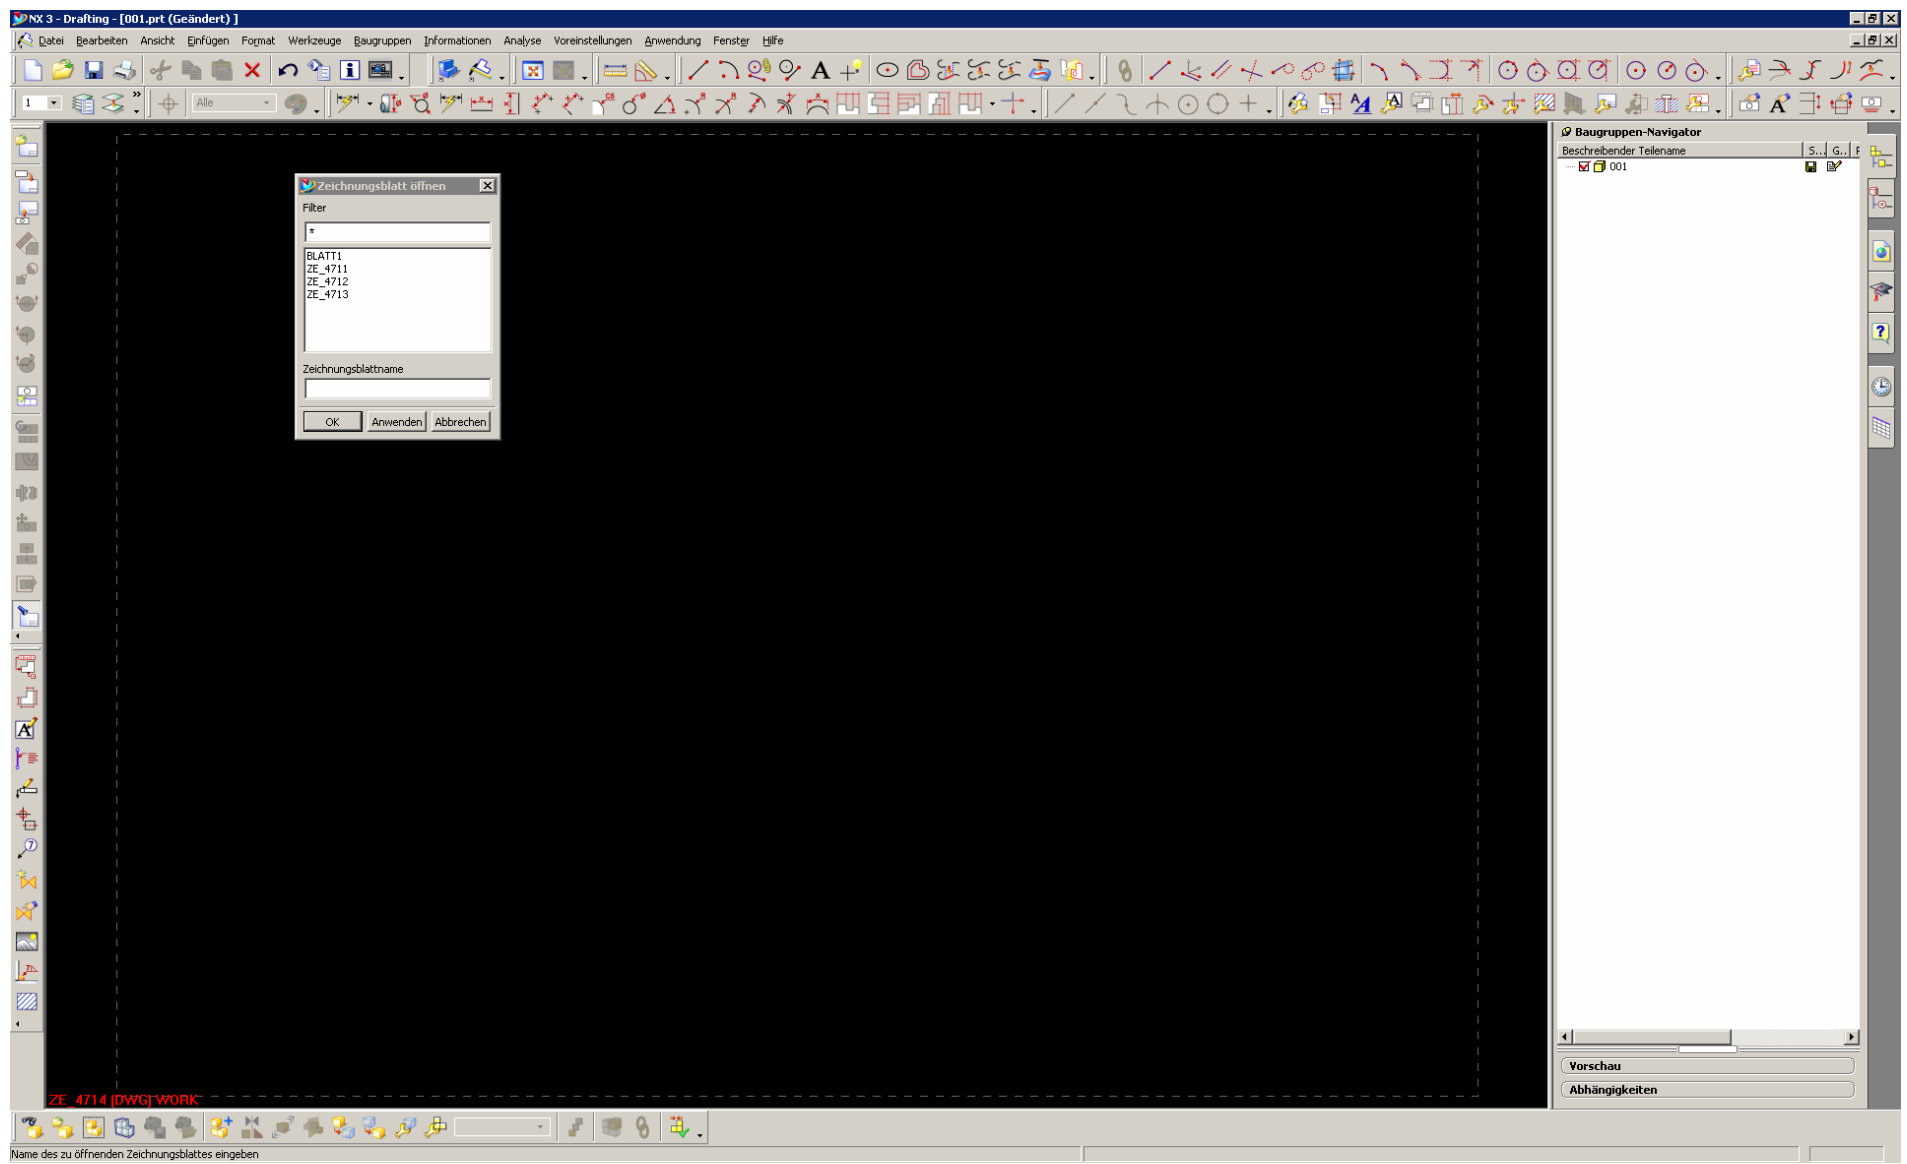 NX 3 - Drafting - [001.prt (Geändert) ]
Datei Bearbeiten Ansicht Einfügen Format Werkzeuge Baugruppen Informationen Analyse Voreinstellungen Anwendung Fenster Hilfe
1 Alle
Baugruppen-Navigator
Beschreibender Teilename S... G...
001
Zeichnungsblatt öffnen
Filter
*
BLATT1
ZE_4711
ZE_4712
ZE_4713
Zeichnungsblattname
OK Anwenden Abbrechen
Vorschau
Abhängigkeiten
ZE_4714 (DWG) WORK
Name des zu öffnenden Zeichnungsblattes eingeben